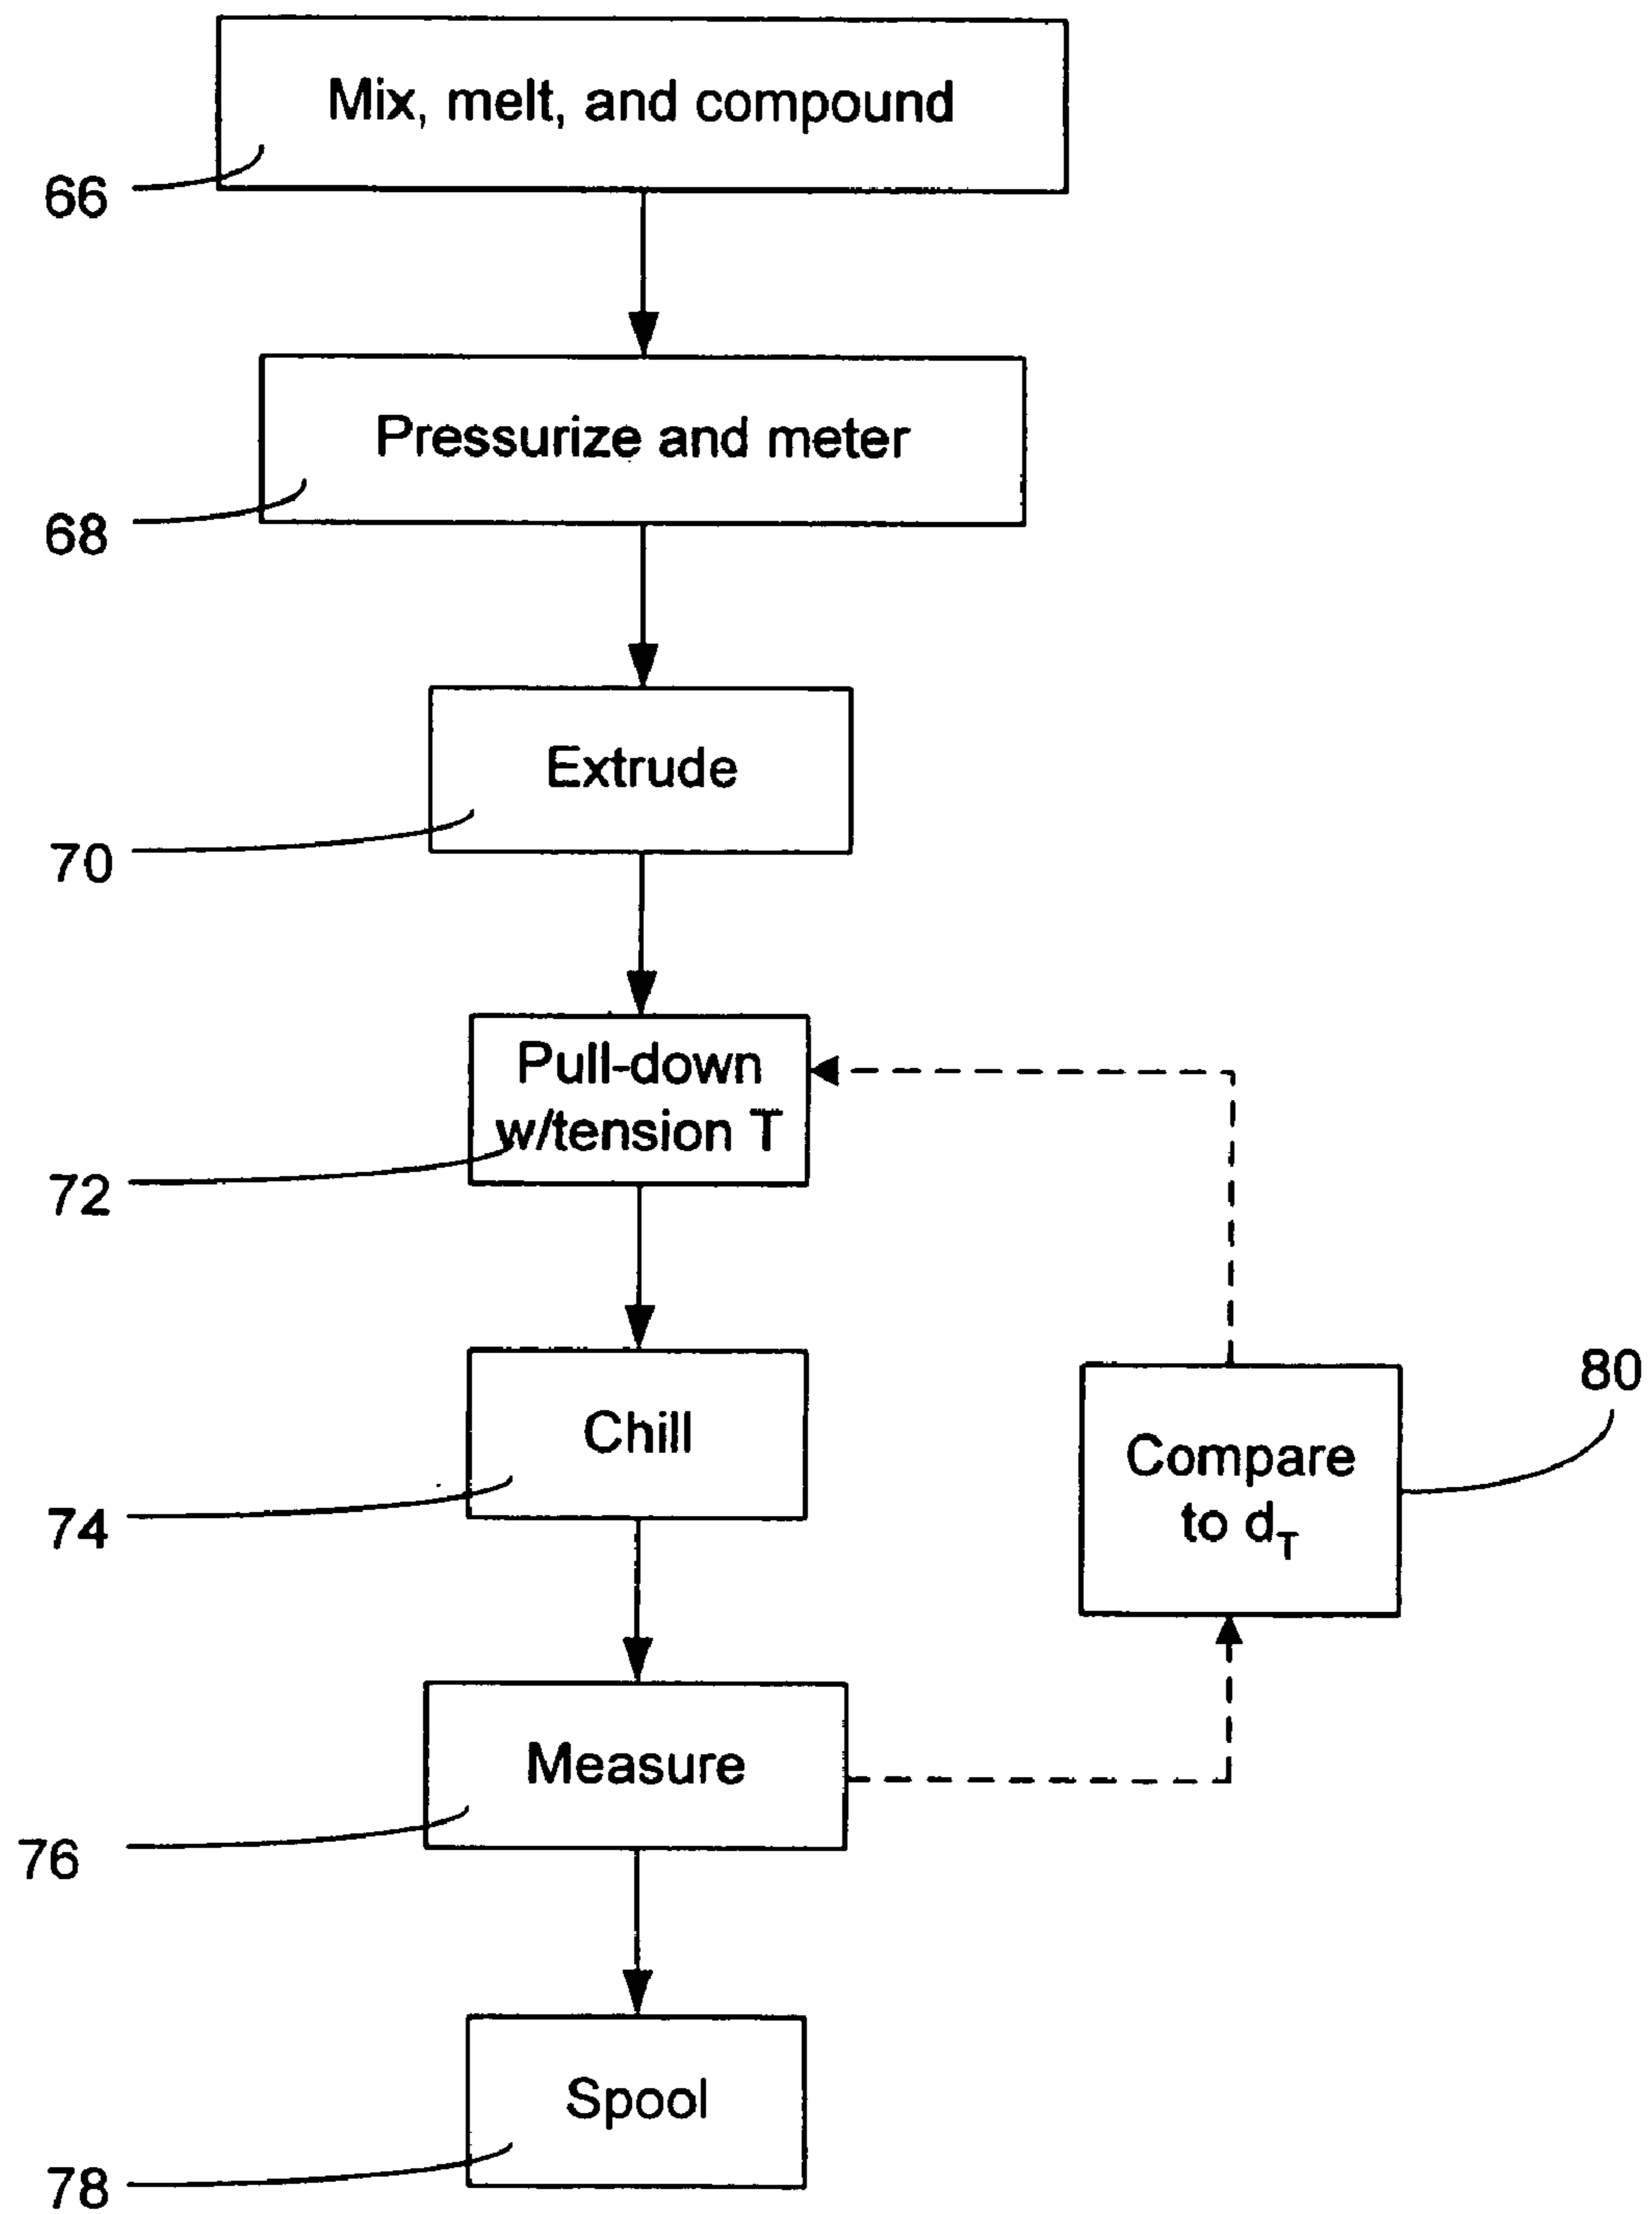 Mix, melt, and compound
66
Pressurize and meter
68
Extrude
70
Pull-down
w/tension T
72
Chill
74
80
Compare
to dT
Measure
76
Spool
78